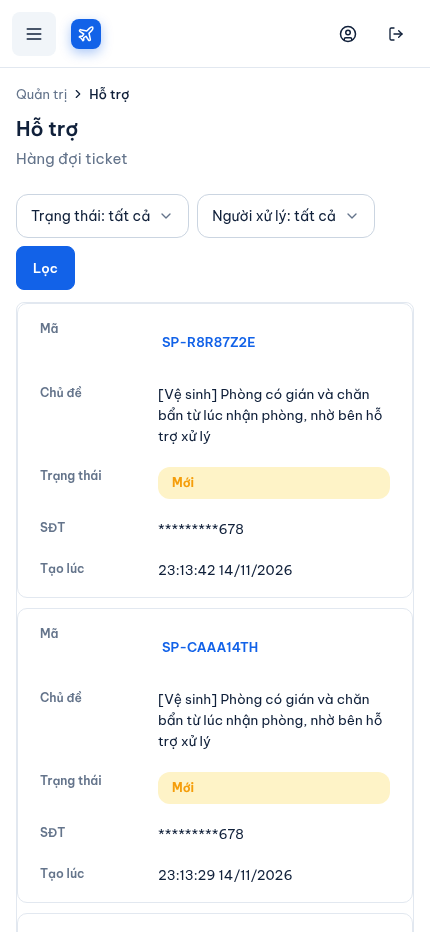 Quản trị > Hỗ trợ
Hỗ trợ
Hàng đợi ticket
Trạng thái: tất cả
Người xử lý: tất cả
Lọc
Mã
SP-R8R87Z2E
Chủ đề
[Vệ sinh] Phòng có gián và chăn
bẩn từ lúc nhận phòng, nhờ bên hỗ
trợ xử lý
Trạng thái
Mới
SĐT
*********678
Tạo lúc
23:13:42 14/11/2026
Mã
SP-CAAA14TH
Chủ đề
[Vệ sinh] Phòng có gián và chăn
bẩn từ lúc nhận phòng, nhờ bên hỗ
trợ xử lý
Trạng thái
Mới
SĐT
*********678
Tạo lúc
23:13:29 14/11/2026